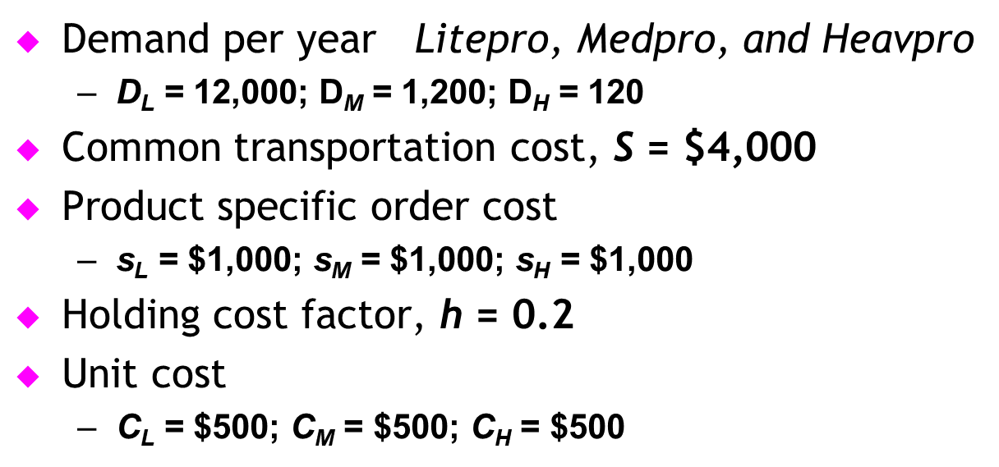 ◆ Demand per year Litepro, Medpro, and Heavpro
– D_L = 12,000; D_M = 1,200; D_H = 120
◆ Common transportation cost, S = $4,000
◆ Product specific order cost
– s_L = $1,000; s_M = $1,000; s_H = $1,000
◆ Holding cost factor, h = 0.2
◆ Unit cost
– C_L = $500; C_M = $500; C_H = $500